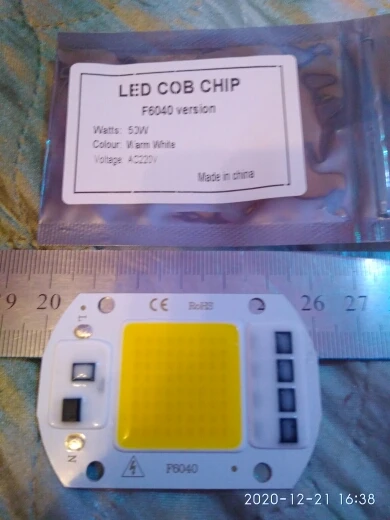 LED COB CHIP
F6040 version
Watts: 50W
Colour: Warm White
Voltage: AC220V
Made in china
9 20 26 27
L
CE RoHS
N
F6040
2020-12-21 16:38